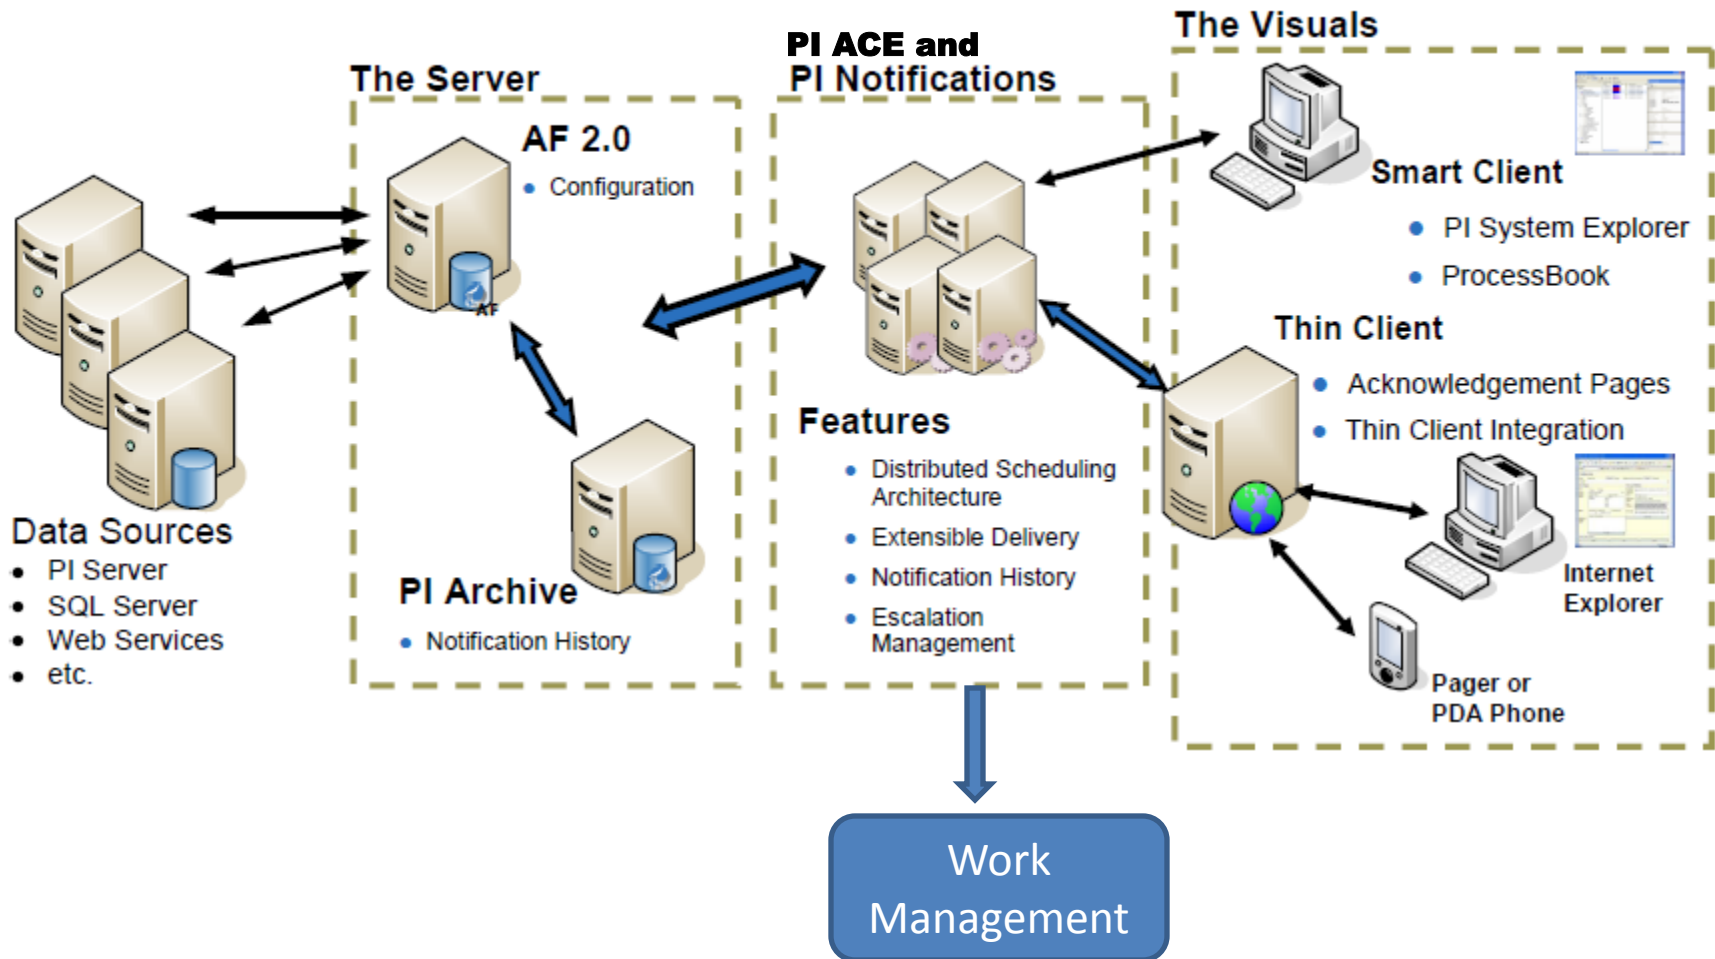 The Server
AF 2.0
Configuration
AF
PI Archive
Notification History
Data Sources
PI Server
SQL Server
Web Services
etc.
PI ACE and
PI Notifications
Features
Distributed Scheduling
Architecture
Extensible Delivery
Notification History
Escalation
Management
The Visuals
Smart Client
PI System Explorer
ProcessBook
Thin Client
Acknowledgement Pages
Thin Client Integration
Internet
Explorer
Pager or
PDA Phone
Work
Management